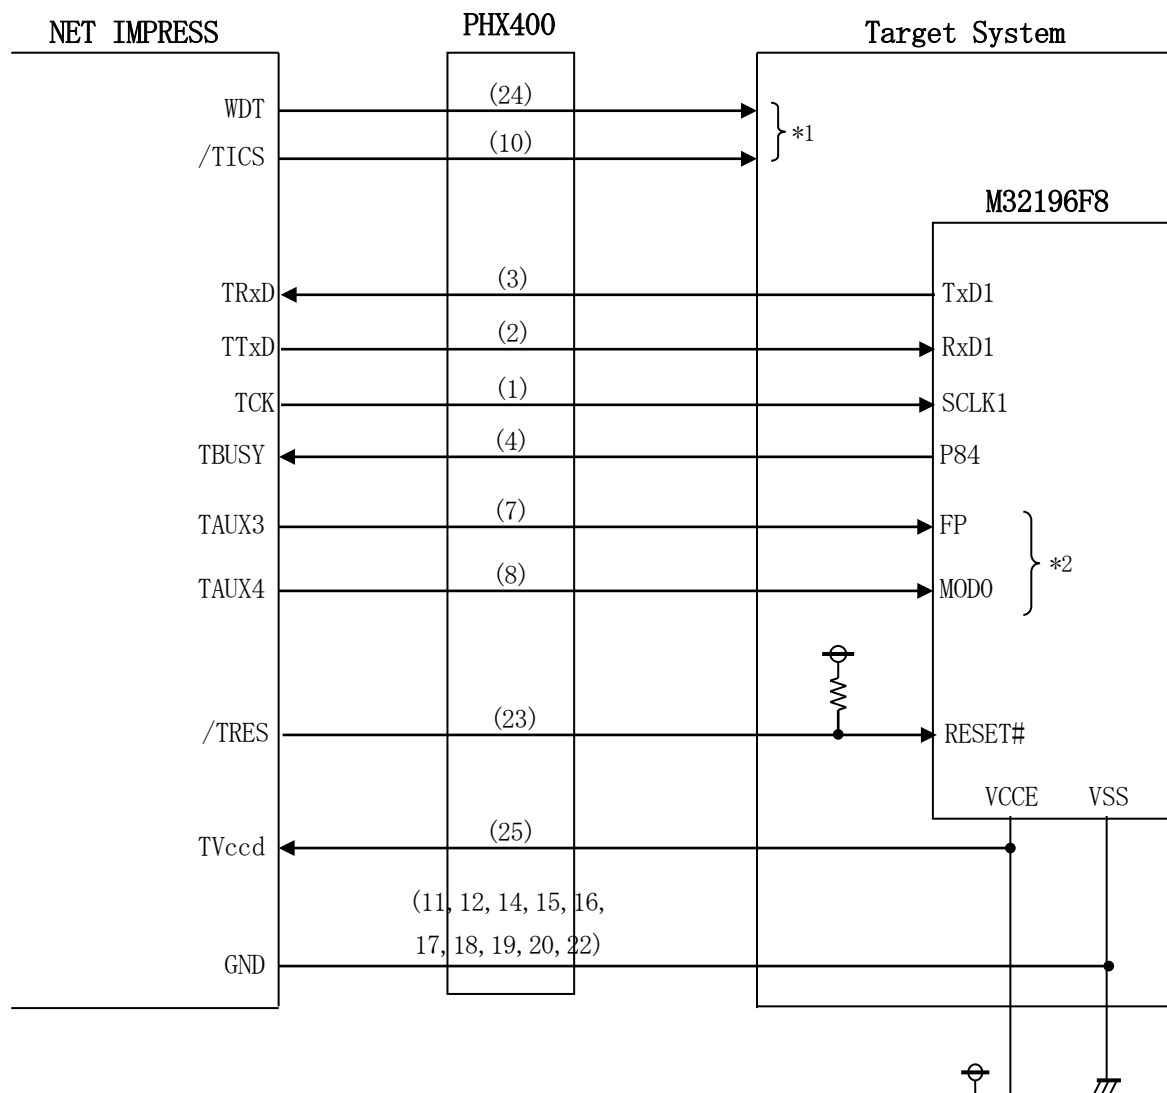 NET IMPRESS PHX400 Target System
WDT (24)
*1
/TICS (10)
M32196F8
TRxD (3) TxD1
TTxD (2) RxD1
TCK (1) SCLK1
TBUSY (4) P84
TAUX3 (7) FP
*2
TAUX4 (8) MOD0
/TRES (23) RESET#
VCCE VSS
TVccd (25)
(11, 12, 14, 15, 16,
17, 18, 19, 20, 22)
GND